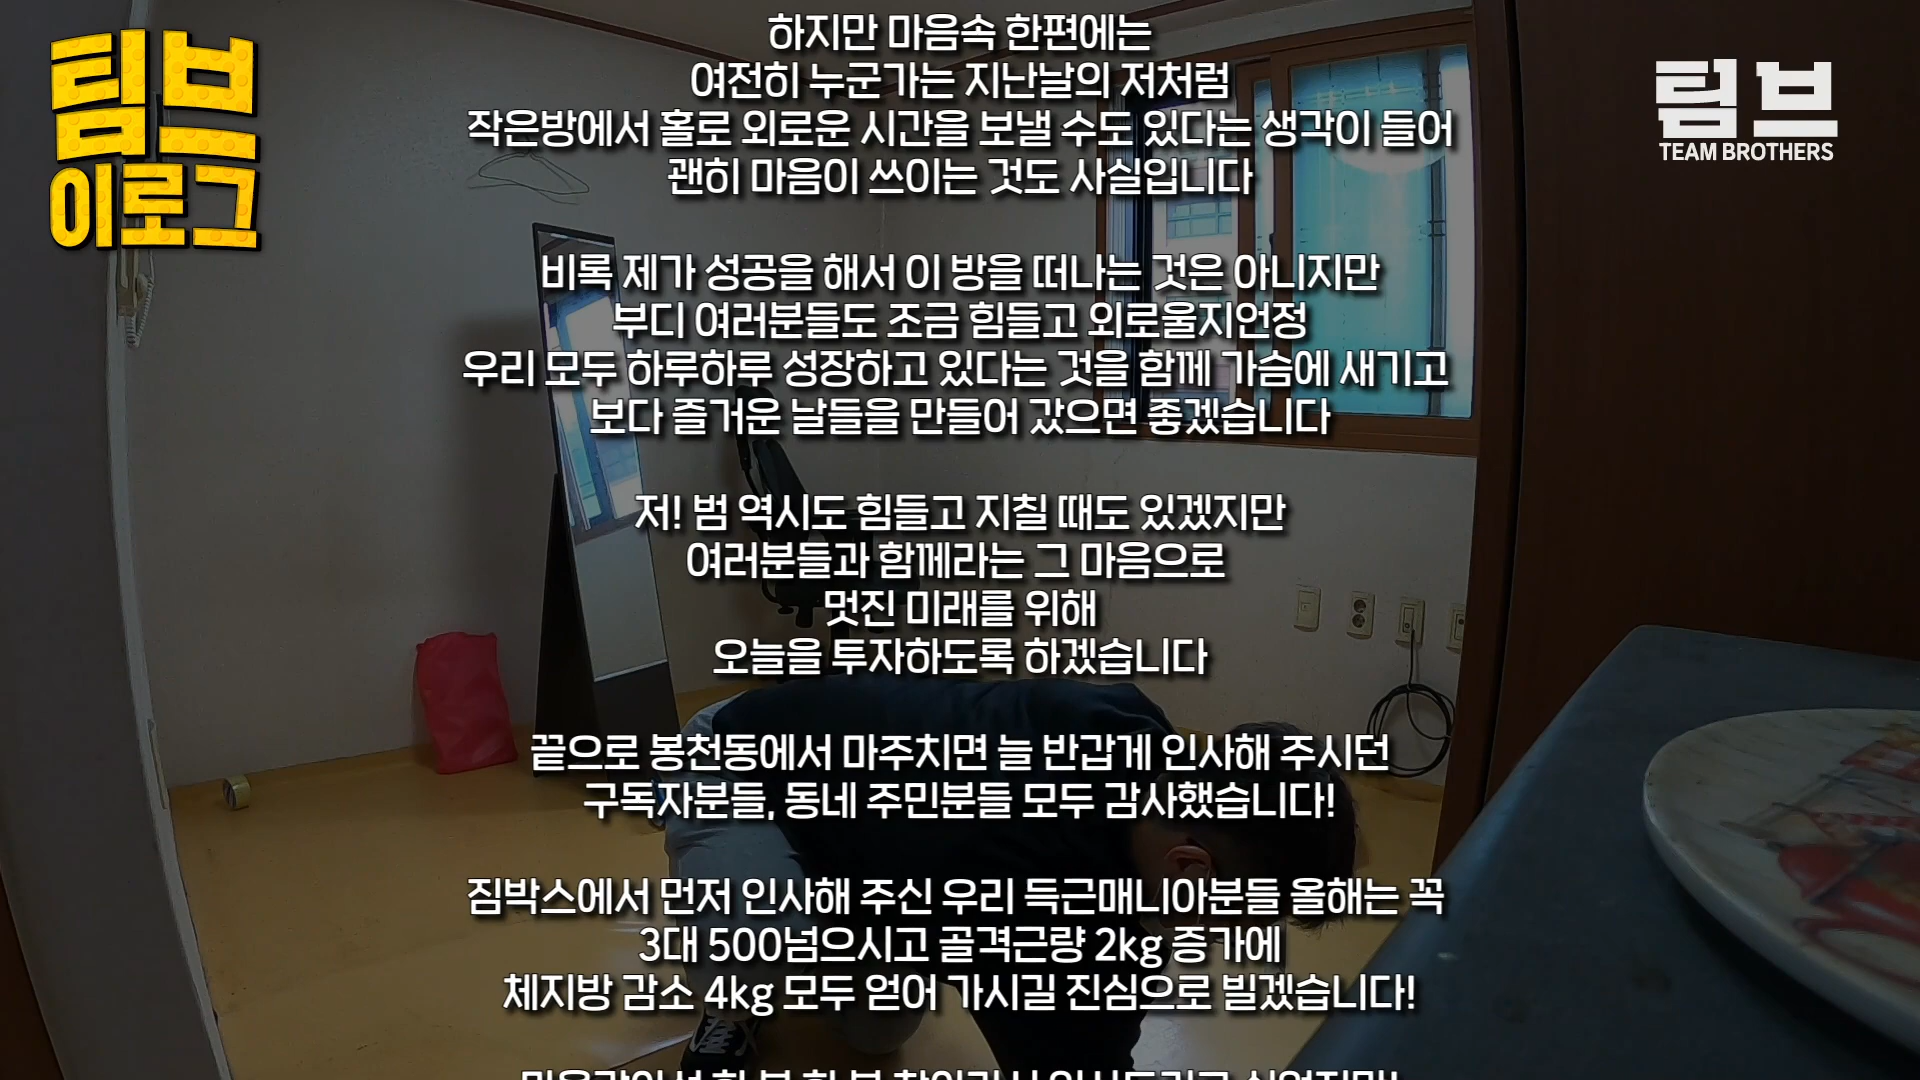 팀브
이로그
팀브
TEAM BROTHERS
하지만 마음속 한편에는
여전히 누군가는 지난날의 저처럼
작은방에서 홀로 외로운 시간을 보낼 수도 있다는 생각이 들어
괜히 마음이 쓰이는 것도 사실입니다
비록 제가 성공을 해서 이 방을 떠나는 것은 아니지만
부디 여러분들도 조금 힘들고 외로울지언정
우리 모두 하루하루 성장하고 있다는 것을 함께 가슴에 새기고
보다 즐거운 날들을 만들어 갔으면 좋겠습니다
저! 범 역시도 힘들고 지칠 때도 있겠지만
여러분들과 함께라는 그 마음으로
멋진 미래를 위해
오늘을 투자하도록 하겠습니다
끝으로 봉천동에서 마주치면 늘 반갑게 인사해 주시던
구독자분들, 동네 주민분들 모두 감사했습니다!
짐박스에서 먼저 인사해 주신 우리 득근매니아분들 올해는 꼭
3대 500넘으시고 골격근량 2kg 증가에
체지방 감소 4kg 모두 얻어 가시길 진심으로 빌겠습니다!